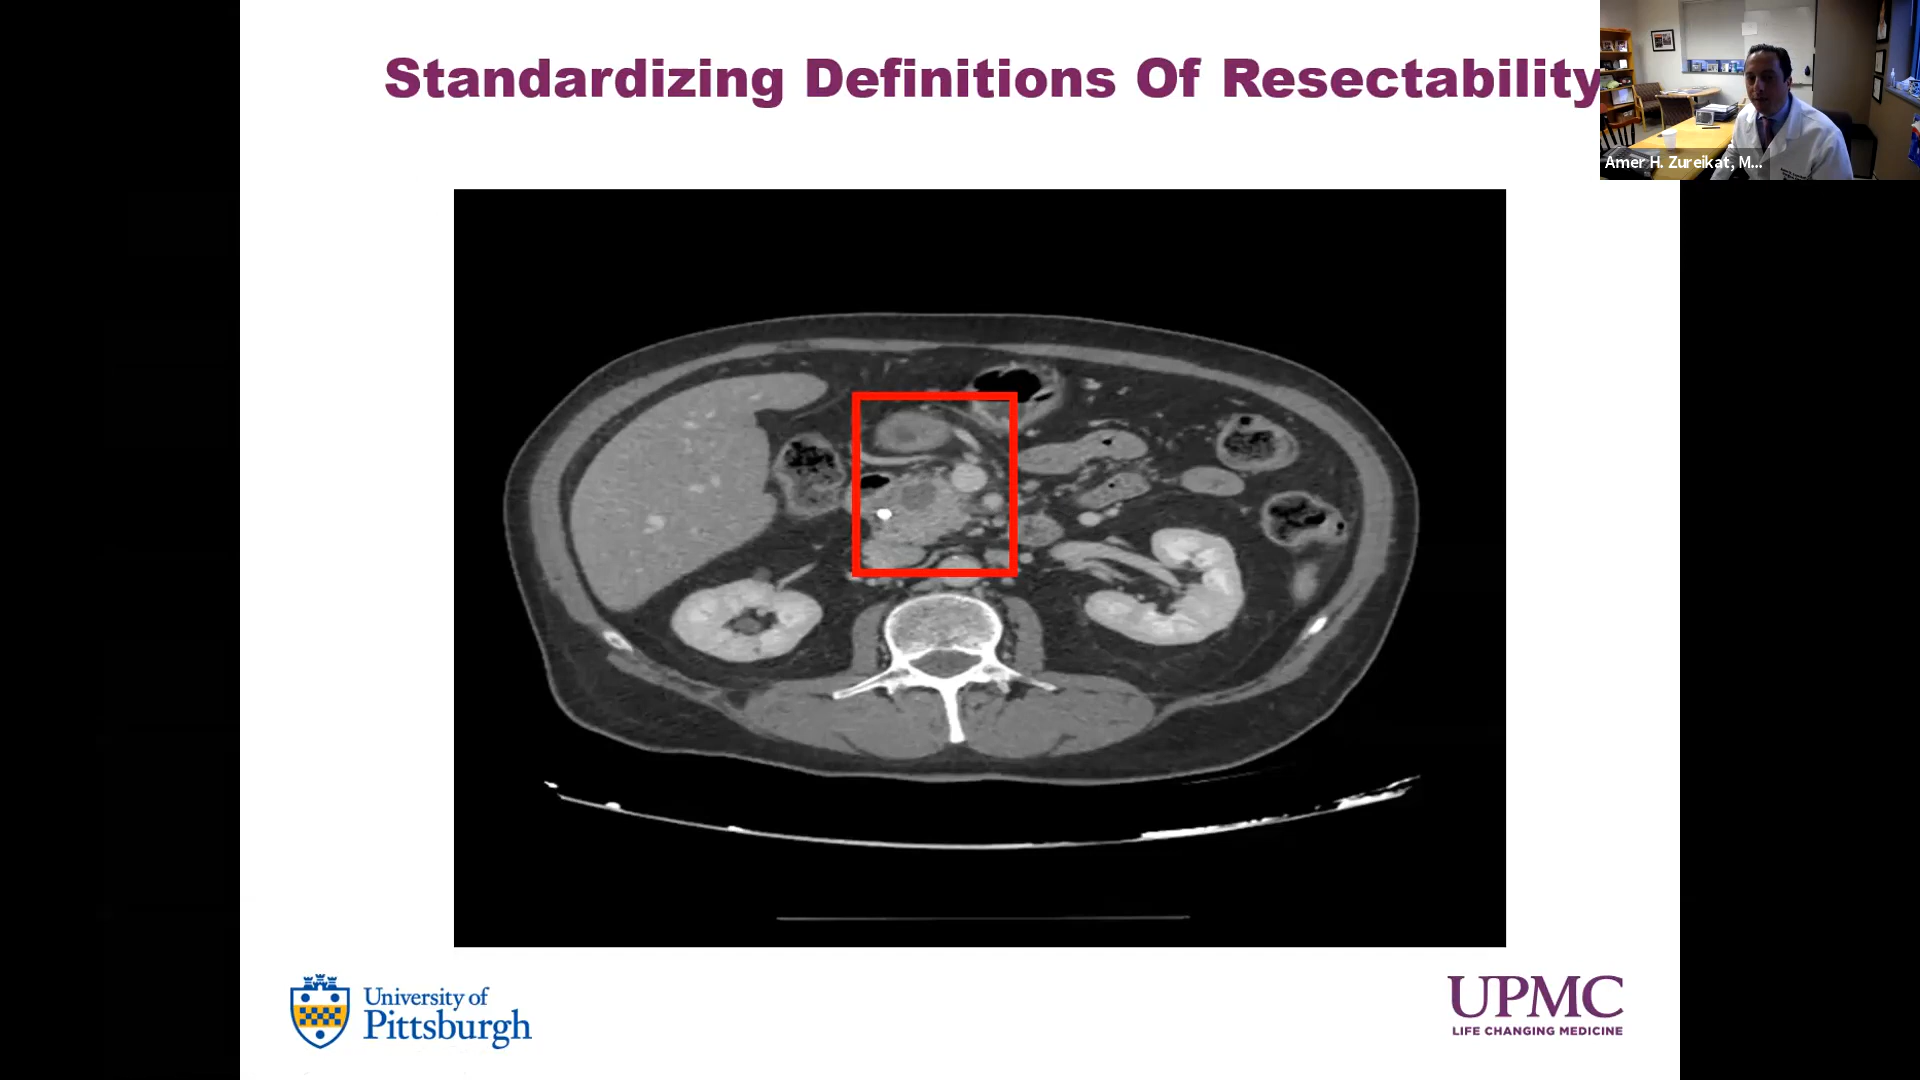 Standardizing Definitions Of Resectability
Amer H. Zureikat, M...
University of
Pittsburgh
UPMC
LIFE CHANGING MEDICINE